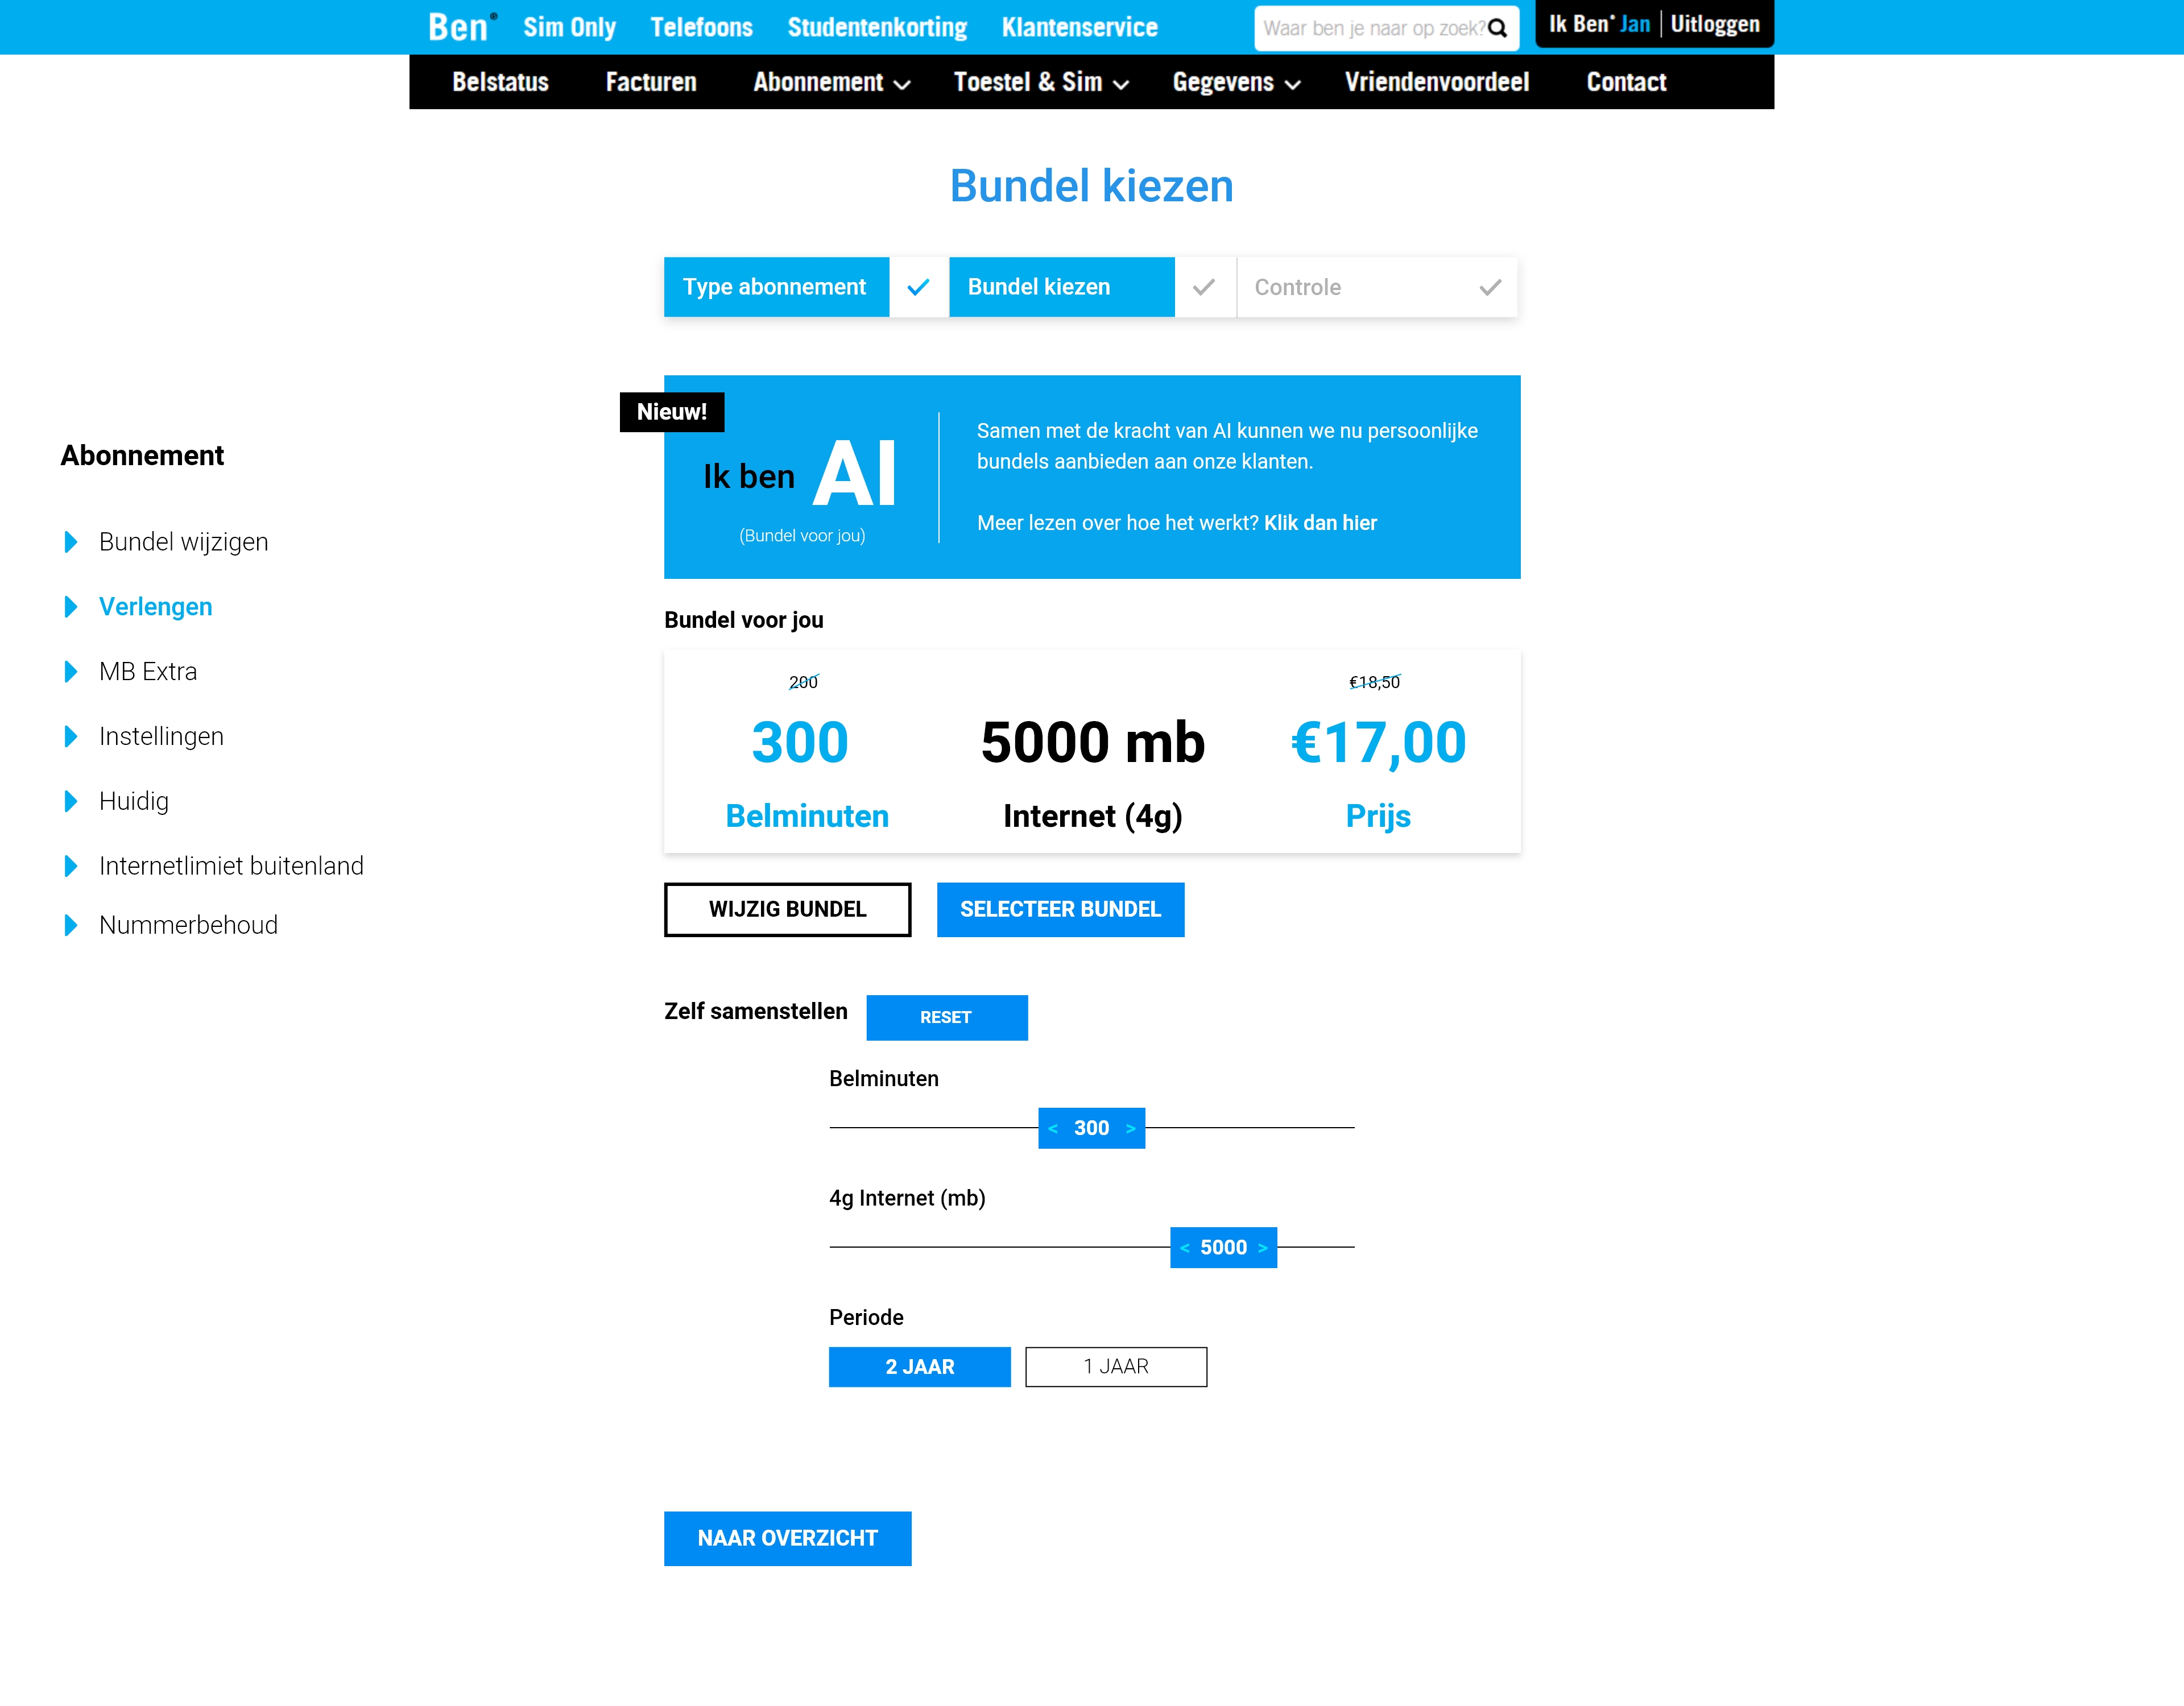 Ben® Sim Only Telefoons Studentenkorting Klantenservice Waar ben je naar op zoek? Ik Ben• Jan Uitloggen
Belstatus Facturen Abonnement Toestel & Sim Gegevens Vriendenvoordeel Contact
Bundel kiezen
Type abonnement Bundel kiezen Controle
Abonnement
Bundel wijzigen
Verlengen
MB Extra
Instellingen
Huidig
Internetlimiet buitenland
Nummerbehoud
Nieuw!
Ik ben AI
(Bundel voor jou)
Samen met de kracht van AI kunnen we nu persoonlijke
bundels aanbieden aan onze klanten.
Meer lezen over hoe het werkt? Klik dan hier
Bundel voor jou
200 €18,50
300 5000 mb €17,00
Belminuten Internet (4g) Prijs
WIJZIG BUNDEL SELECTEER BUNDEL
Zelf samenstellen RESET
Belminuten
< 300 >
4g Internet (mb)
< 5000 >
Periode
2 JAAR 1 JAAR
NAAR OVERZICHT